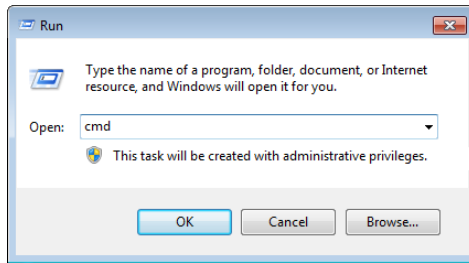 Run
Type the name of a program, folder, document, or Internet
resource, and Windows will open it for you.
Open: cmd
This task will be created with administrative privileges.
OK Cancel Browse...